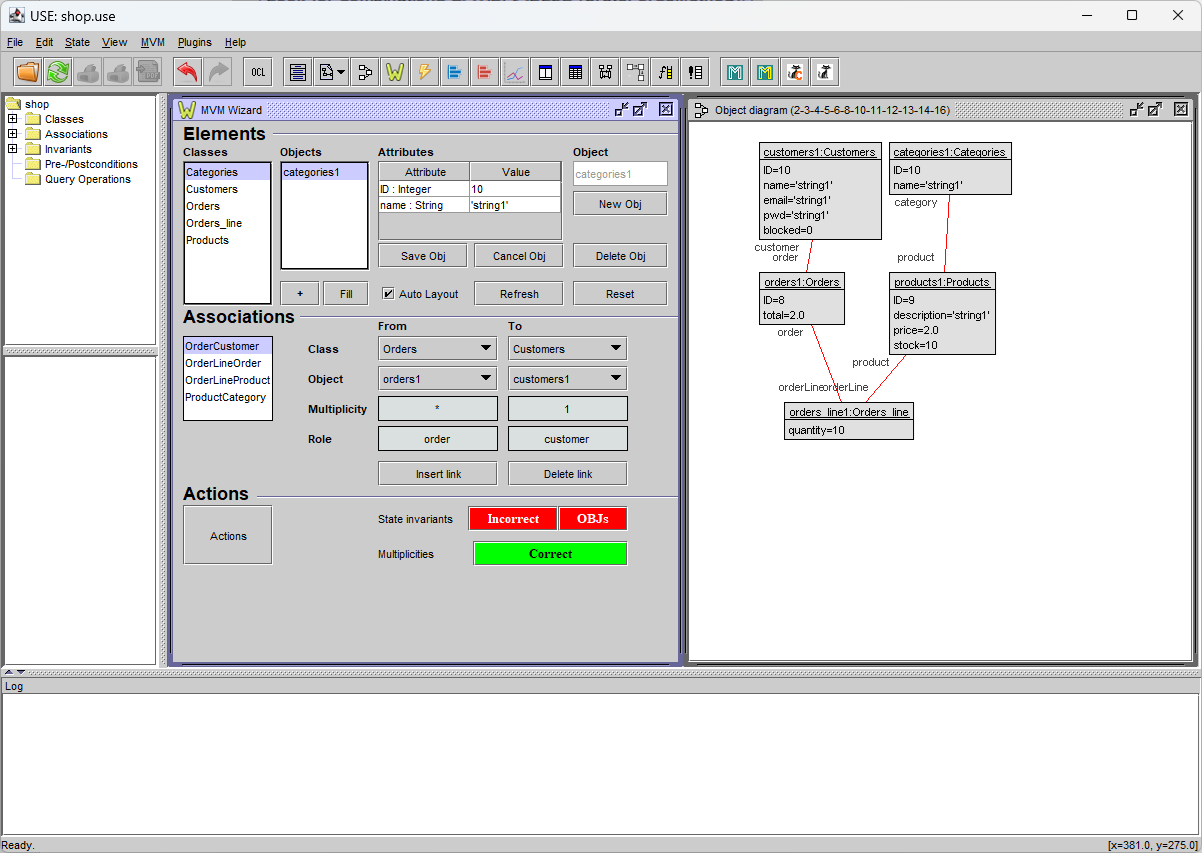 USE: shop.use
File Edit State View MVM Plugins Help
OCL
shop
Classes
Associations
Invariants
Pre-/Postconditions
Query Operations
MVM Wizard
Elements
Classes Objects Attributes Object
Categories
Customers
Orders
Orders_line
Products
categories1
Attribute Value
ID : Integer 10
name : String 'string1'
categories1
New Obj
Save Obj Cancel Obj Delete Obj
+ Fill Auto Layout Refresh Reset
Associations
From To
OrderCustomer
OrderLineOrder
OrderLineProduct
ProductCategory
Class Orders Customers
Object orders1 customers1
Multiplicity * 1
Role order customer
Insert link Delete link
Actions
Actions
State invariants Incorrect OBJs
Multiplicities Correct
Object diagram (2-3-4-5-6-8-10-11-12-13-14-16)
customers1:Customers
ID=10
name='string1'
email='string1'
pwd='string1'
blocked=0
categories1:Categories
ID=10
name='string1'
category
customer
order
product
orders1:Orders
ID=8
total=2.0
products1:Products
ID=9
description='string1'
price=2.0
stock=10
order
product
orderLine
orderLine
orders_line1:Orders_line
quantity=10
Log
Ready.
[x=381.0, y=275.0]